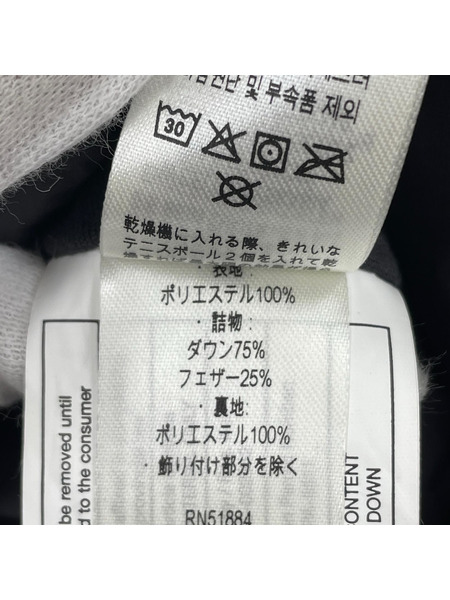 심전단 및 부속품 제외
30
乾燥機に入れる際、きれいな
テニスボール2個を入れて乾
・表地:
ポリエステル100%
・詰物:
ダウン75%
フェザー25%
・裏地:
ポリエステル100%
・飾り付け部分を除く
RN51884
be removed until
d to the consumer
ONTENT
DOWN